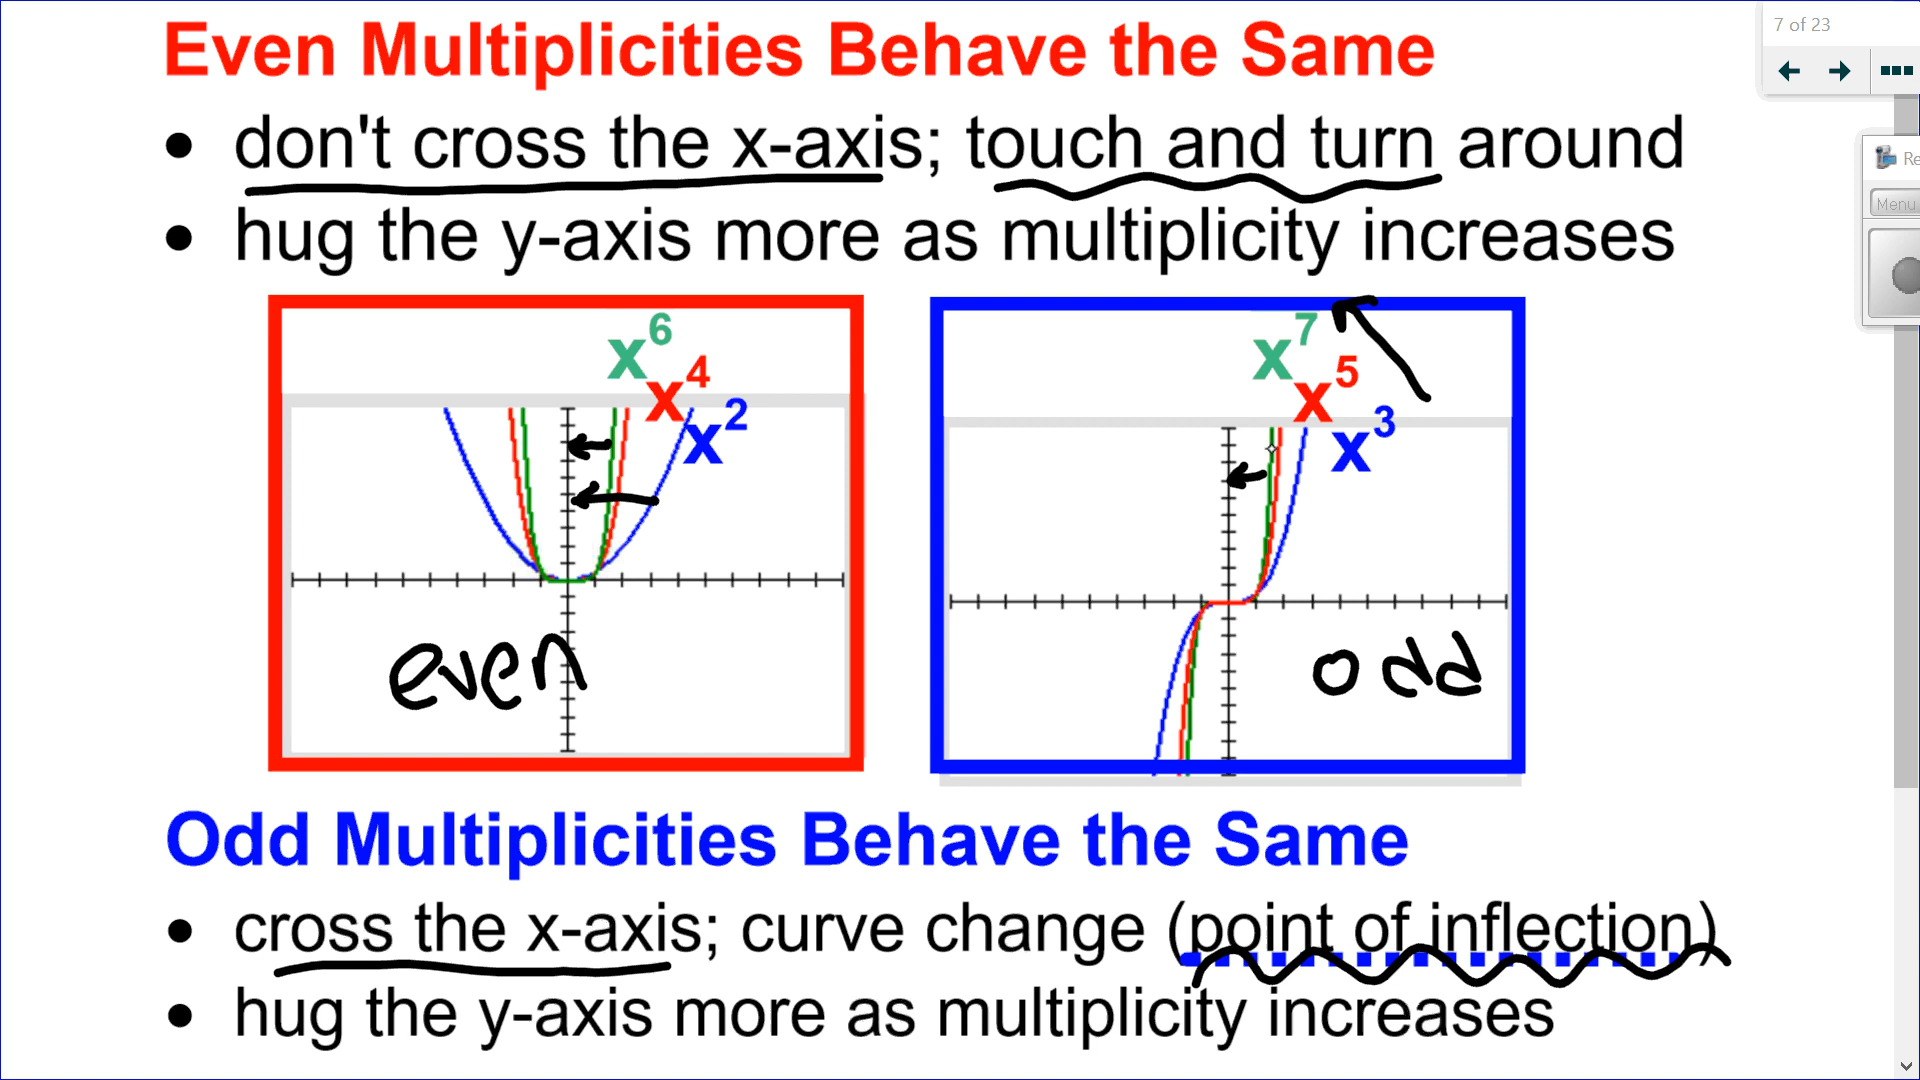 Even Multiplicities Behave the Same
7 of 23
• don't cross the x-axis; touch and turn around
Re
• hug the y-axis more as multiplicity increases
Menu
x⁶
x⁴
x²
x⁷
x⁵
x³
even
odd
Odd Multiplicities Behave the Same
• cross the x-axis; curve change (point of inflection)
• hug the y-axis more as multiplicity increases